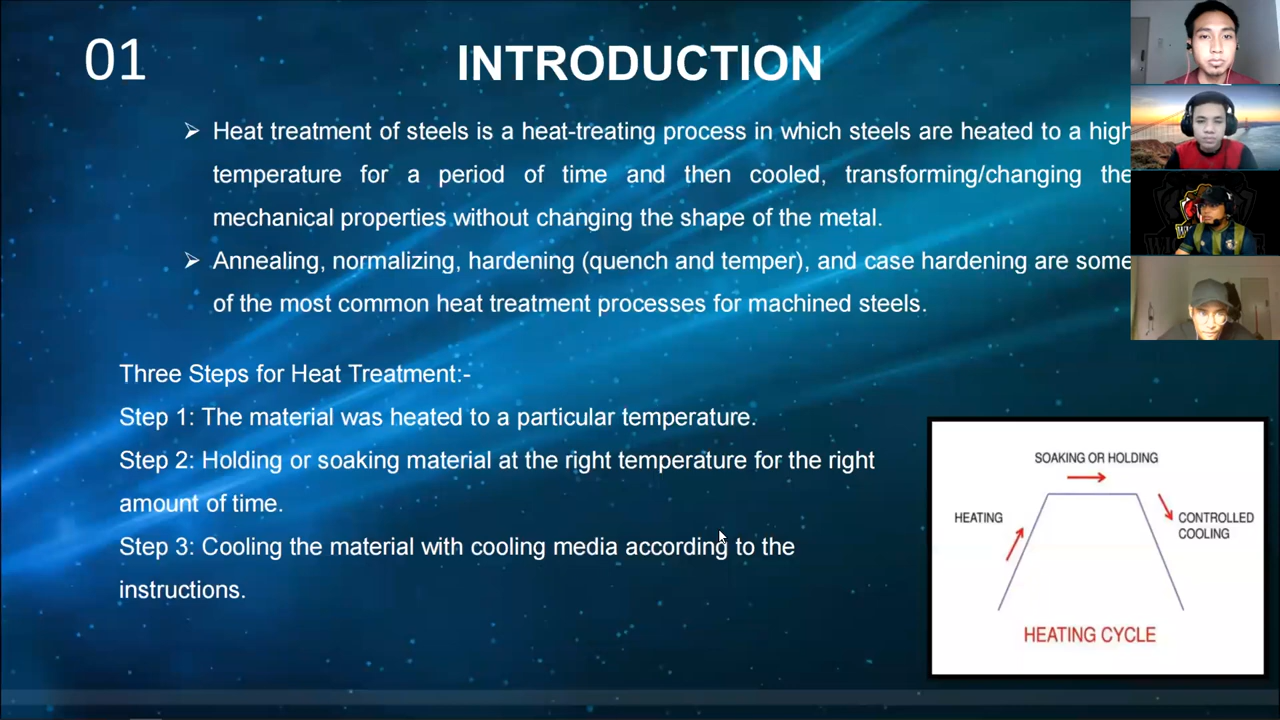 01
INTRODUCTION
➢ Heat treatment of steels is a heat-treating process in which steels are heated to a high
temperature for a period of time and then cooled, transforming/changing the
mechanical properties without changing the shape of the metal.
➢ Annealing, normalizing, hardening (quench and temper), and case hardening are some
of the most common heat treatment processes for machined steels.
Three Steps for Heat Treatment:-
Step 1: The material was heated to a particular temperature.
Step 2: Holding or soaking material at the right temperature for the right
amount of time.
Step 3: Cooling the material with cooling media according to the
instructions.
SOAKING OR HOLDING
HEATING
CONTROLLED
COOLING
HEATING CYCLE